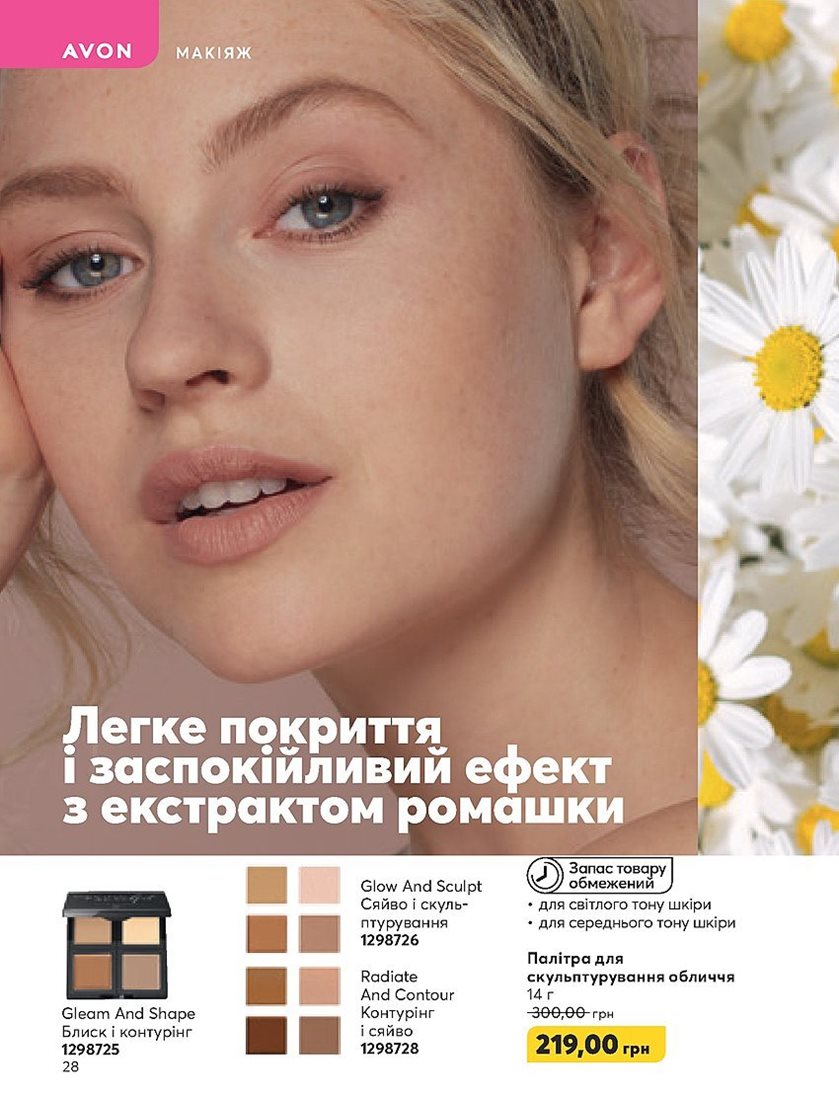 AVON МАКІЯЖ
Легке покриття
і заспокійливий ефект
з екстрактом ромашки
Gleam And Shape
Блиск і контурінг
1298725
28
Glow And Sculpt
Сяйво і скуль-
птурування
1298726
Radiate
And Contour
Контурінг
і сяйво
1298728
Запас товару
обмежений
• для світлого тону шкіри
• для середнього тону шкіри
Палітра для
скульптурування обличчя
14 г
300,00 грн
219,00 грн